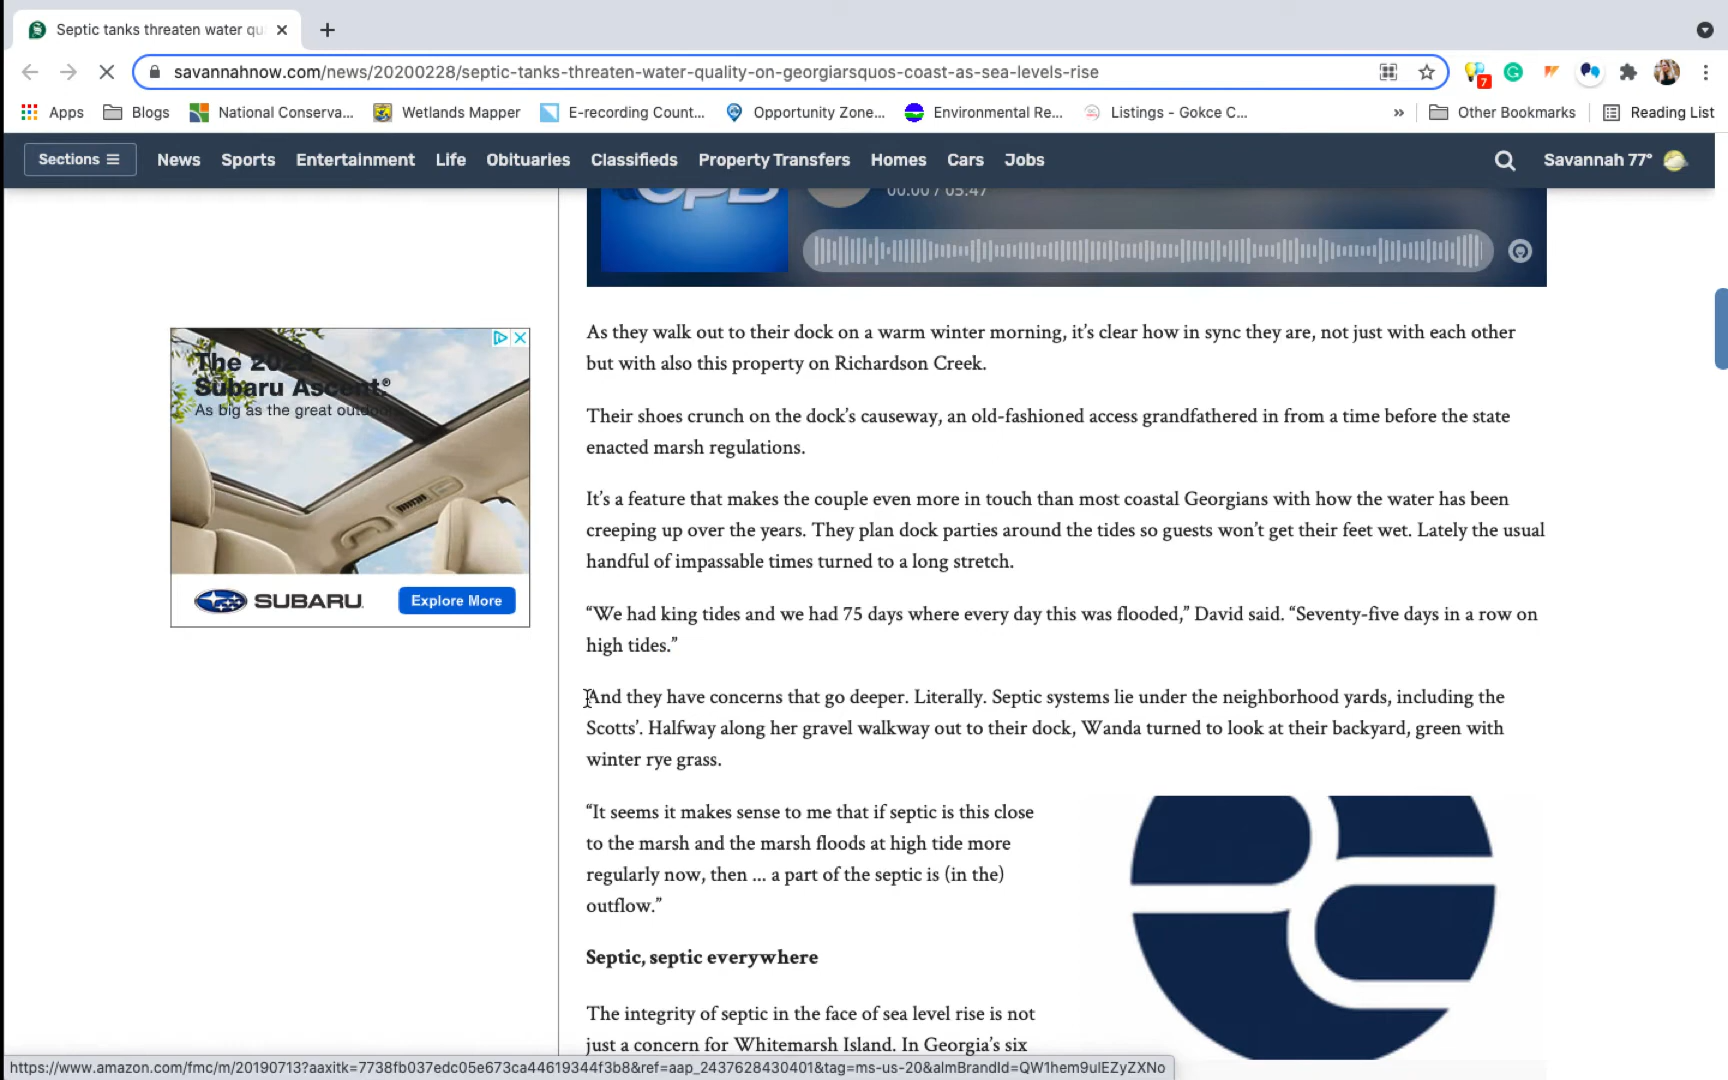 Septic tanks threaten water qu
savannahnow.com/news/20200228/septic-tanks-threaten-water-quality-on-georgiarsquos-coast-as-sea-levels-rise
7
Apps
Blogs
National Conserva...
Wetlands Mapper
E-recording Count...
Opportunity Zone...
Environmental Re...
Listings - Gokce C...
»
Other Bookmarks
Reading List
Sections
News
Sports
Entertainment
Life
Obituaries
Classifieds
Property Transfers
Homes
Cars
Jobs
Savannah 77°
GPB
00:00 / 05:47
As they walk out to their dock on a warm winter morning, it’s clear how in sync they are, not just with each other
but with also this property on Richardson Creek.
Their shoes crunch on the dock’s causeway, an old-fashioned access grandfathered in from a time before the state
enacted marsh regulations.
It’s a feature that makes the couple even more in touch than most coastal Georgians with how the water has been
creeping up over the years. They plan dock parties around the tides so guests won’t get their feet wet. Lately the usual
handful of impassable times turned to a long stretch.
“We had king tides and we had 75 days where every day this was flooded,” David said. “Seventy-five days in a row on
high tides.”
And they have concerns that go deeper. Literally. Septic systems lie under the neighborhood yards, including the
Scotts’. Halfway along her gravel walkway out to their dock, Wanda turned to look at their backyard, green with
winter rye grass.
“It seems it makes sense to me that if septic is this close
to the marsh and the marsh floods at high tide more
regularly now, then ... a part of the septic is (in the)
outflow.”
Septic, septic everywhere
The integrity of septic in the face of sea level rise is not
just a concern for Whitemarsh Island. In Georgia’s six
The 2022
Subaru Ascent.®
As big as the great outdoors.
SUBARU
Explore More
https://www.amazon.com/fmc/m/20190713?aaxitk=7738fb037edc05e673ca44619344f3b8&ref=aap_2437628430401&tag=ms-us-20&almBrandId=QW1hem9uIEZyZXNo